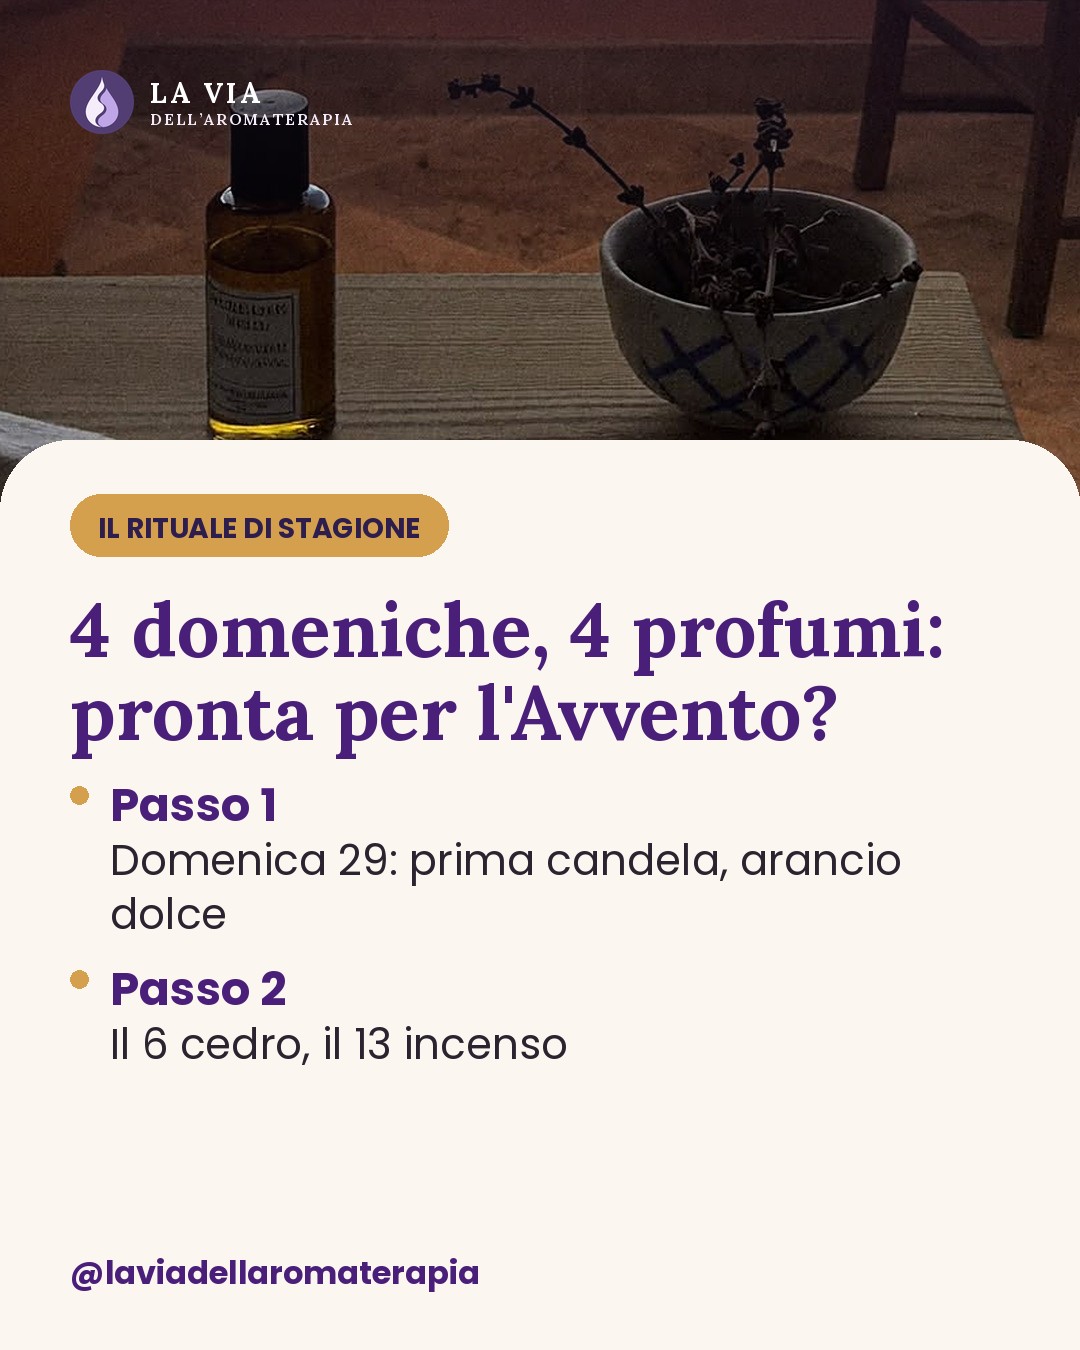 LA VIA
DELL'AROMATERAPIA
IL RITUALE DI STAGIONE
4 domeniche, 4 profumi:
pronta per l'Avvento?
Passo 1
Domenica 29: prima candela, arancio
dolce
Passo 2
Il 6 cedro, il 13 incenso
@laviadellaromaterapia